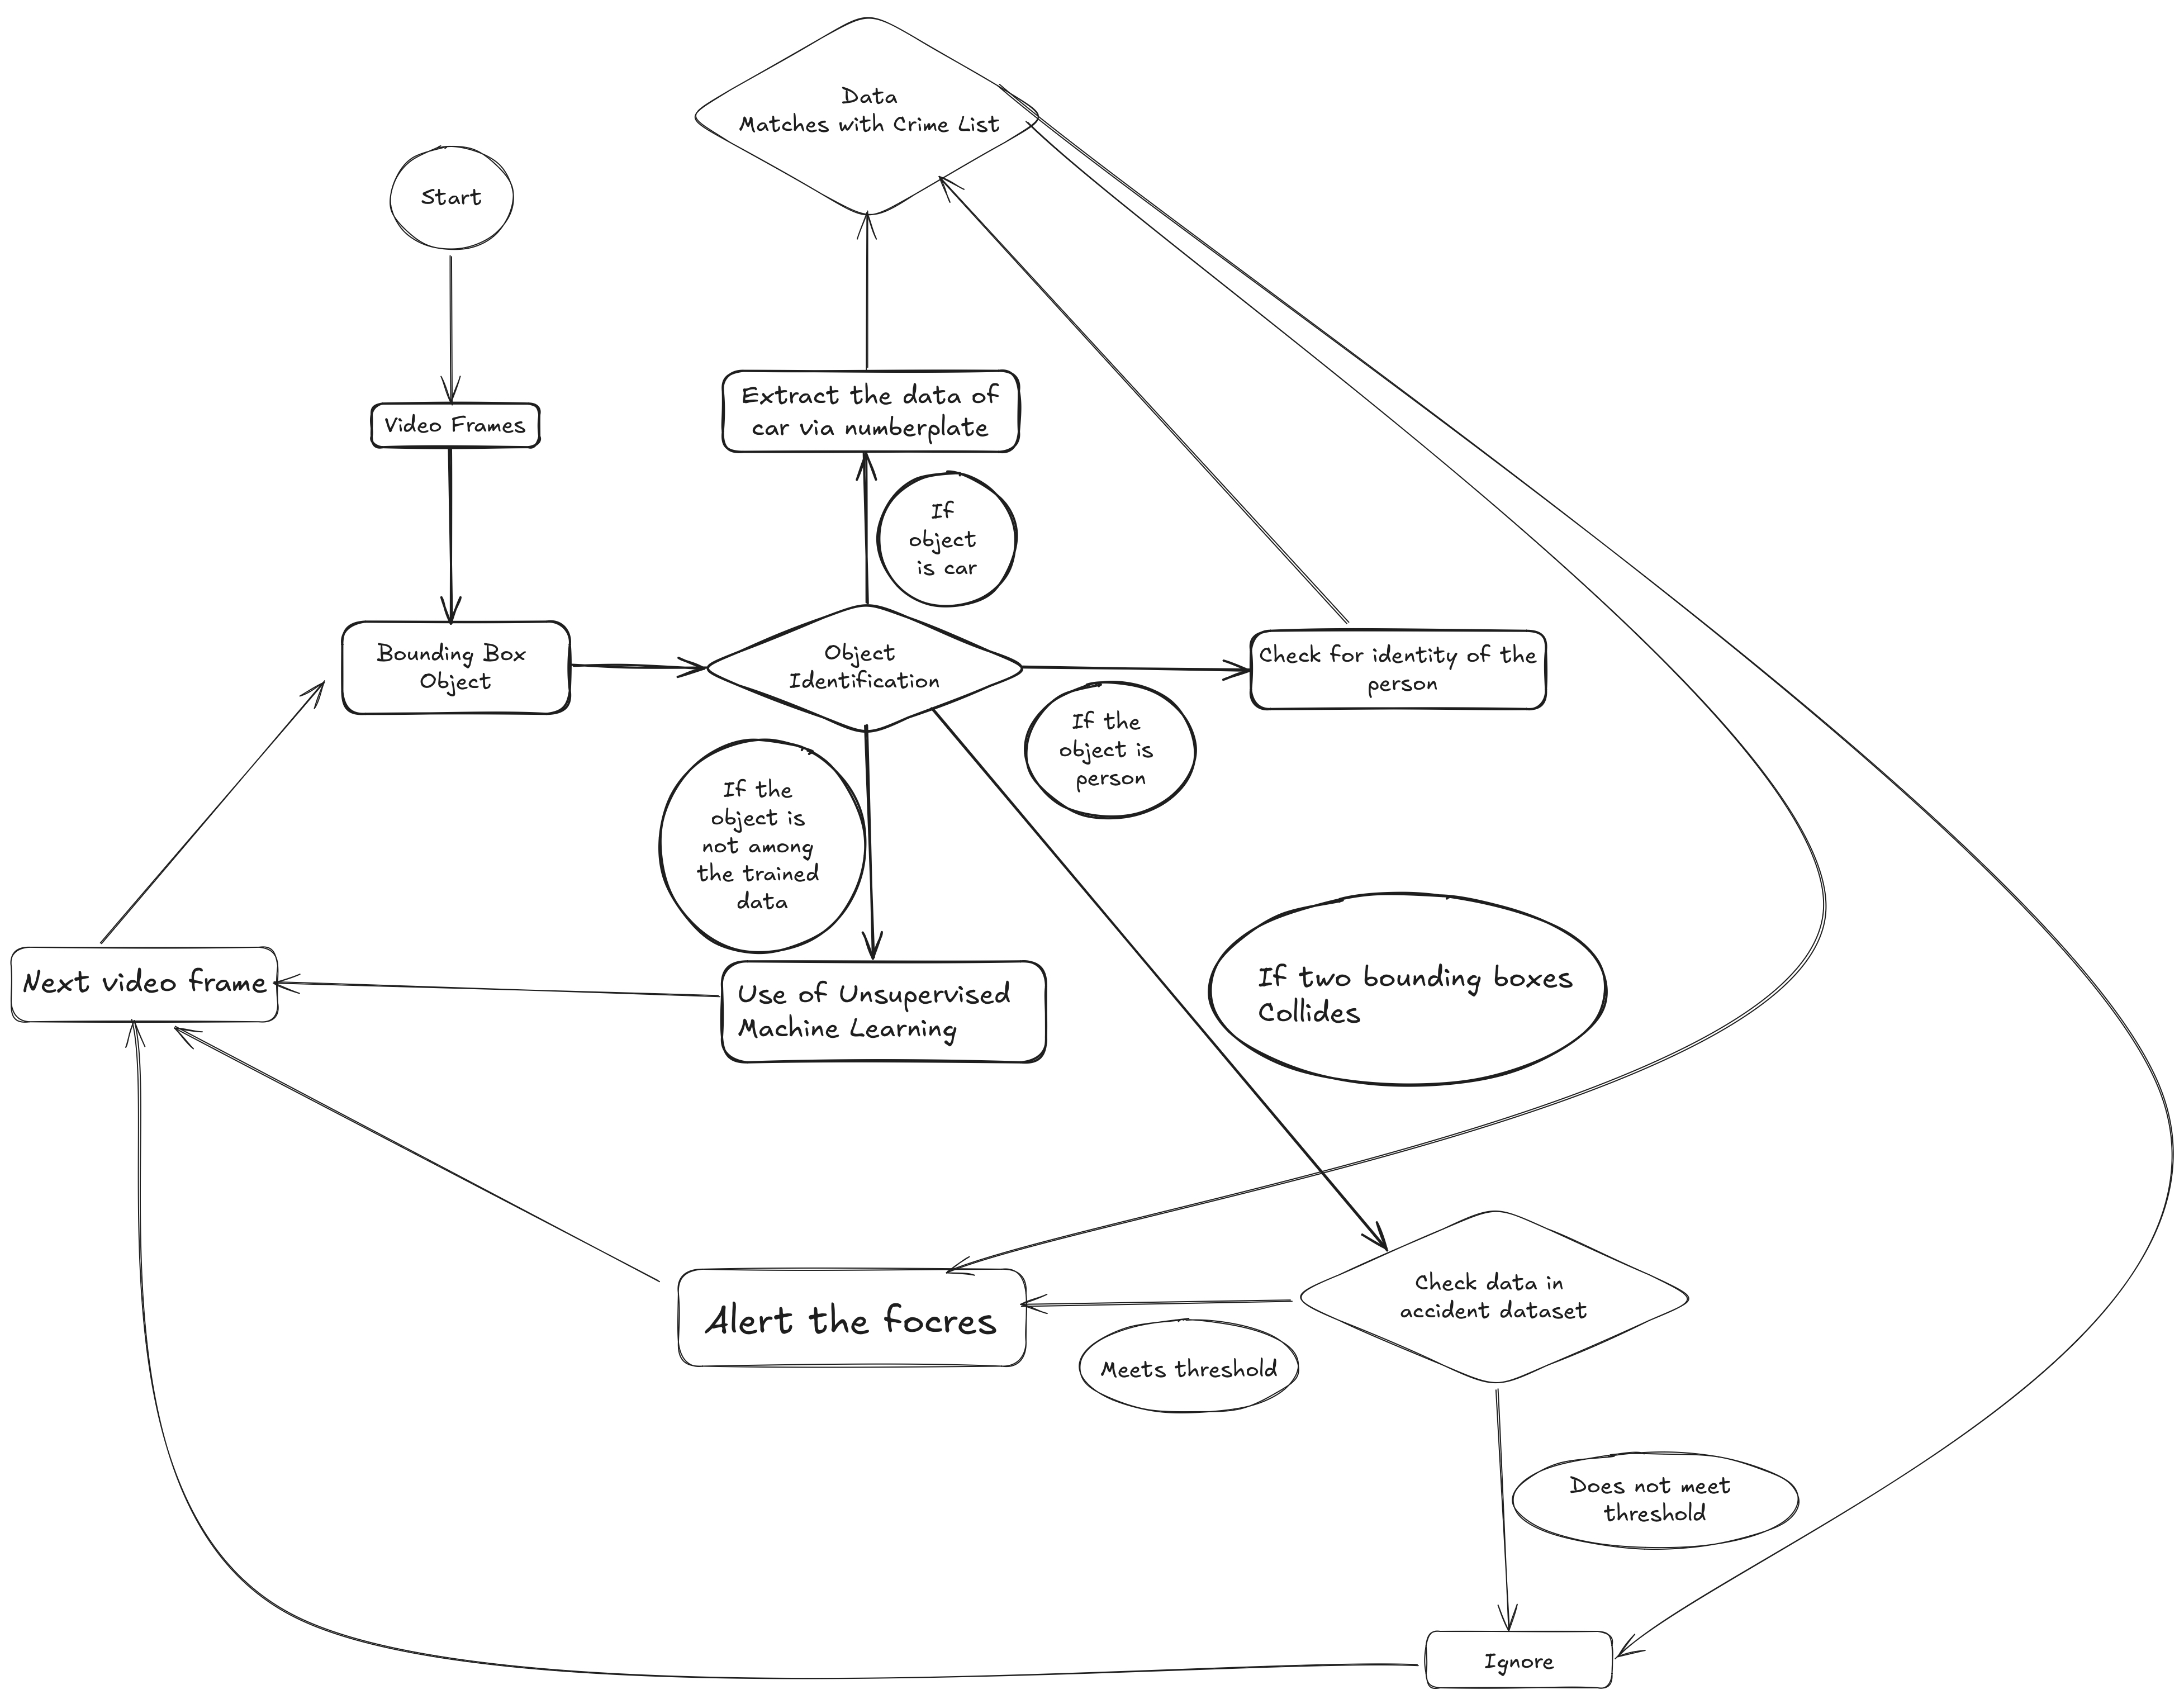 Data
Matches with Crime List
Start
Extract the data of
car via numberplate
Video Frames
If
object
is car
Bounding Box
Object
Object
Identification
Check for identity of the
person
If the
object is
person
If the
object is
not among
the trained
data
Next video frame
Use of Unsupervised
Machine Learning
If two bounding boxes
Collides
Check data in
accident dataset
Alert the focres
Meets threshold
Does not meet
threshold
Ignore